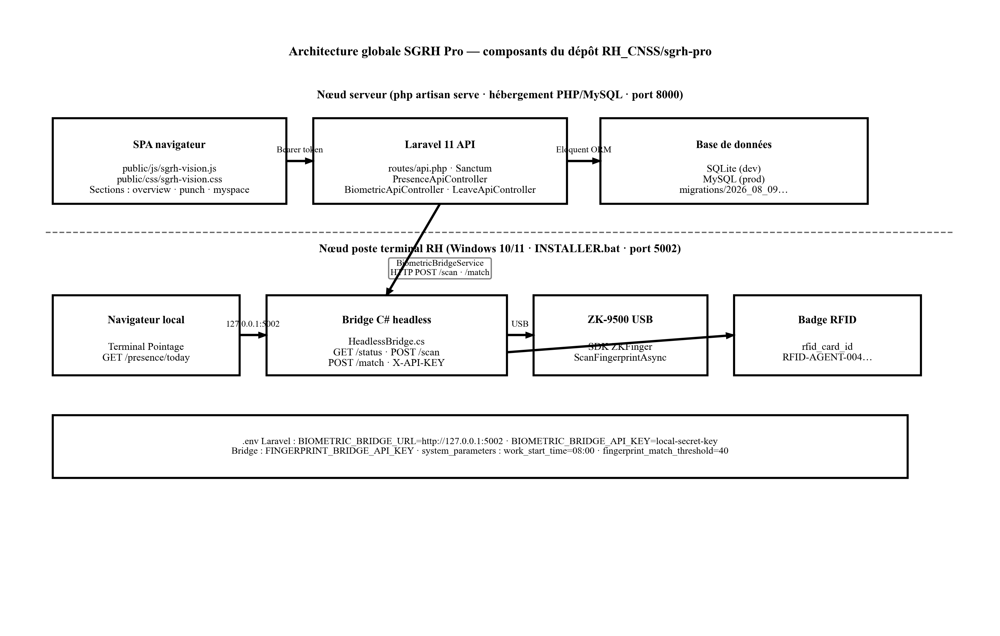 Architecture globale SGRH Pro — composants du dépôt RH_CNSS/sgrh-pro
Nœud serveur (php artisan serve · hébergement PHP/MySQL · port 8000)
SPA navigateur
public/js/sgrh-vision.js
public/css/sgrh-vision.css
Sections : overview · punch · myspace
Bearer token
Laravel 11 API
routes/api.php · Sanctum
PresenceApiController
BiometricApiController · LeaveApiController
Eloquent ORM
Base de données
SQLite (dev)
MySQL (prod)
migrations/2026_08_09…
Nœud poste terminal RH (Windows 10/11 · INSTALLER.bat · port 5002)
BiometricBridgeService
HTTP POST /scan · /match
Navigateur local
Terminal Pointage
GET /presence/today
127.0.0.1:5002
Bridge C# headless
HeadlessBridge.cs
GET /status · POST /scan
POST /match · X-API-KEY
USB
ZK-9500 USB
SDK ZKFinger
ScanFingerprintAsync
Badge RFID
rfid_card_id
RFID-AGENT-004…
.env Laravel : BIOMETRIC_BRIDGE_URL=http://127.0.0.1:5002 · BIOMETRIC_BRIDGE_API_KEY=local-secret-key
Bridge : FINGERPRINT_BRIDGE_API_KEY · system_parameters : work_start_time=08:00 · fingerprint_match_threshold=40